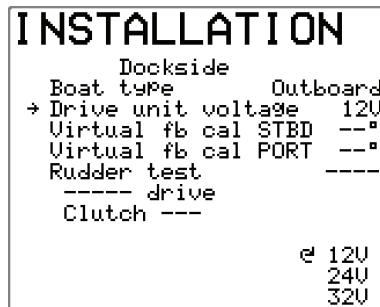 INSTALLATION
Dockside
Boat type Outboard
→ Drive unit voltage 12V
Virtual fb cal STBD --°
Virtual fb cal PORT --°
Rudder test ----
----- drive
Clutch ---
12V
24V
32V